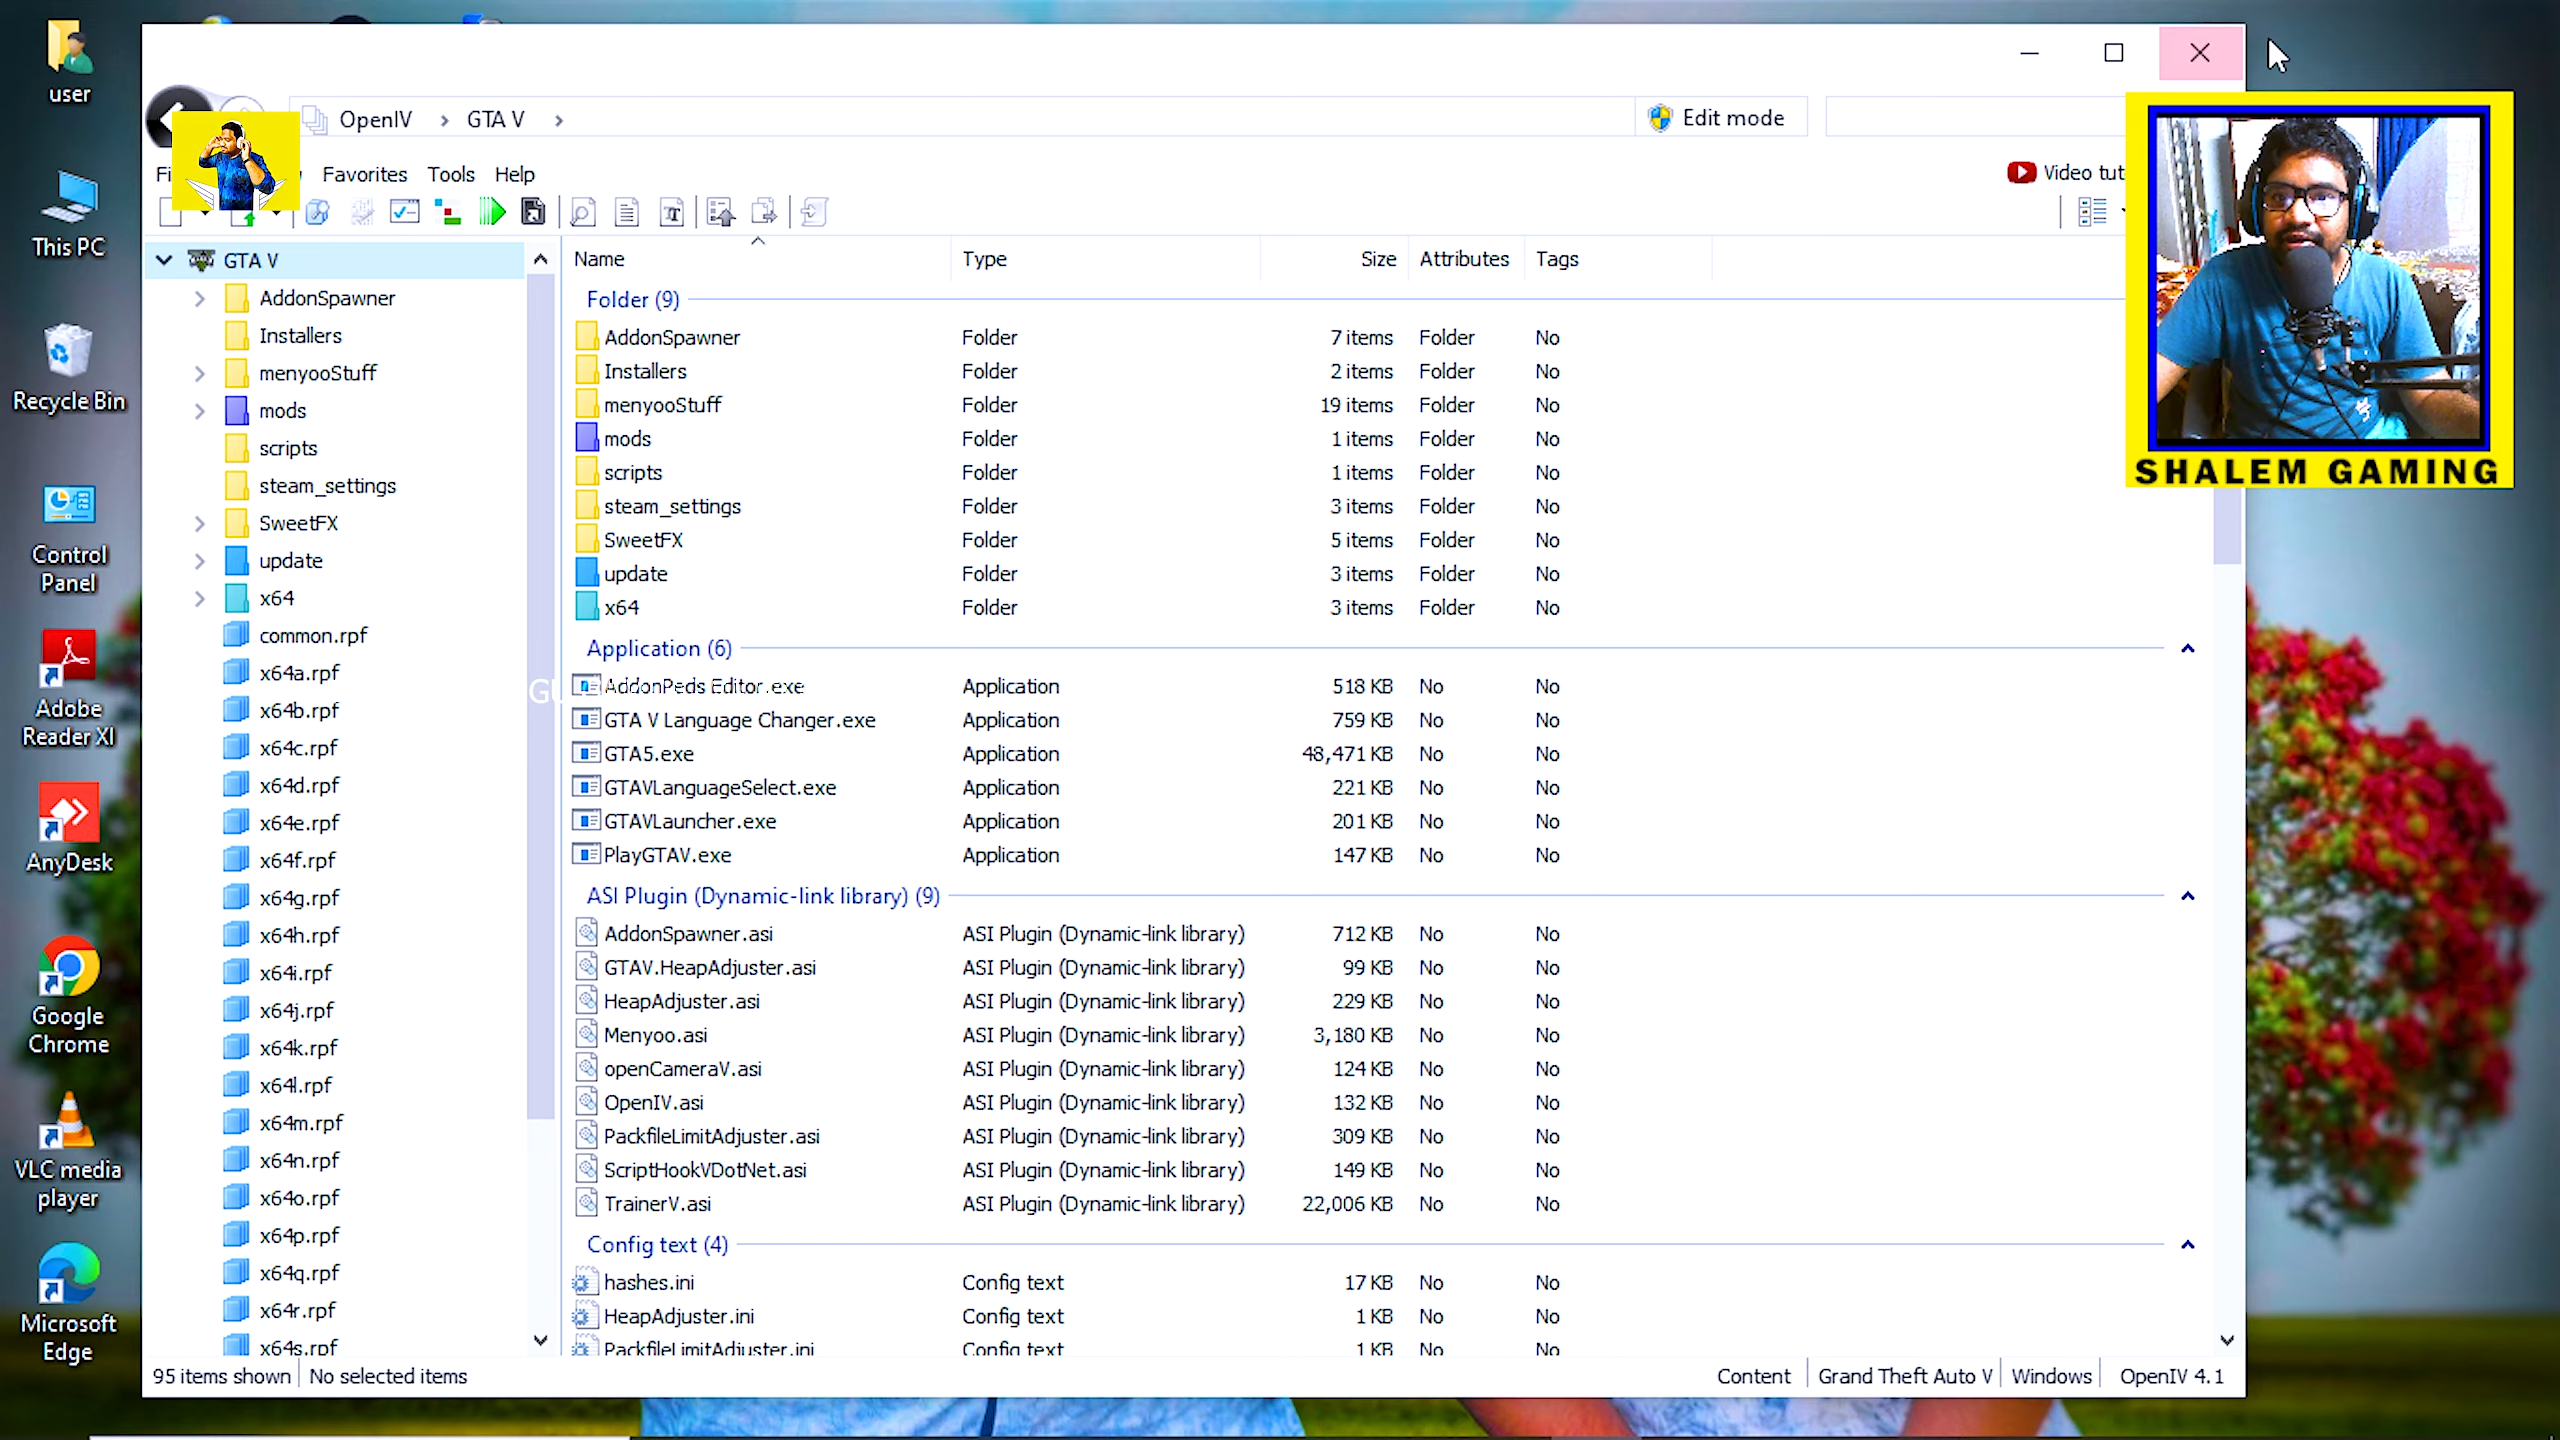 user
This PC
Recycle Bin
Control
Panel
Adobe
Reader XI
AnyDesk
Google
Chrome
VLC media
player
Microsoft
Edge
OpenIV > GTA V >
Edit mode
Favorites Tools Help
Video tut
GTA V
AddonSpawner
Installers
menyooStuff
mods
scripts
steam_settings
SweetFX
update
x64
common.rpf
x64a.rpf
x64b.rpf
x64c.rpf
x64d.rpf
x64e.rpf
x64f.rpf
x64g.rpf
x64h.rpf
x64i.rpf
x64j.rpf
x64k.rpf
x64l.rpf
x64m.rpf
x64n.rpf
x64o.rpf
x64p.rpf
x64q.rpf
x64r.rpf
x64s.rpf
Name Type Size Attributes Tags
Folder (9)
AddonSpawner Folder 7 items Folder No
Installers Folder 2 items Folder No
menyooStuff Folder 19 items Folder No
mods Folder 1 items Folder No
scripts Folder 1 items Folder No
steam_settings Folder 3 items Folder No
SweetFX Folder 5 items Folder No
update Folder 3 items Folder No
x64 Folder 3 items Folder No
Application (6)
AddonPeds Editor.exe Application 518 KB No No
GTA V Language Changer.exe Application 759 KB No No
GTA5.exe Application 48,471 KB No No
GTAVLanguageSelect.exe Application 221 KB No No
GTAVLauncher.exe Application 201 KB No No
PlayGTAV.exe Application 147 KB No No
ASI Plugin (Dynamic-link library) (9)
AddonSpawner.asi ASI Plugin (Dynamic-link library) 712 KB No No
GTAV.HeapAdjuster.asi ASI Plugin (Dynamic-link library) 99 KB No No
HeapAdjuster.asi ASI Plugin (Dynamic-link library) 229 KB No No
Menyoo.asi ASI Plugin (Dynamic-link library) 3,180 KB No No
openCameraV.asi ASI Plugin (Dynamic-link library) 124 KB No No
OpenIV.asi ASI Plugin (Dynamic-link library) 132 KB No No
PackfileLimitAdjuster.asi ASI Plugin (Dynamic-link library) 309 KB No No
ScriptHookVDotNet.asi ASI Plugin (Dynamic-link library) 149 KB No No
TrainerV.asi ASI Plugin (Dynamic-link library) 22,006 KB No No
Config text (4)
hashes.ini Config text 17 KB No No
HeapAdjuster.ini Config text 1 KB No No
PackfileLimitAdjuster.ini Config text 1 KB No No
95 items shown No selected items
Content Grand Theft Auto V Windows OpenIV 4.1
SHALEM GAMING